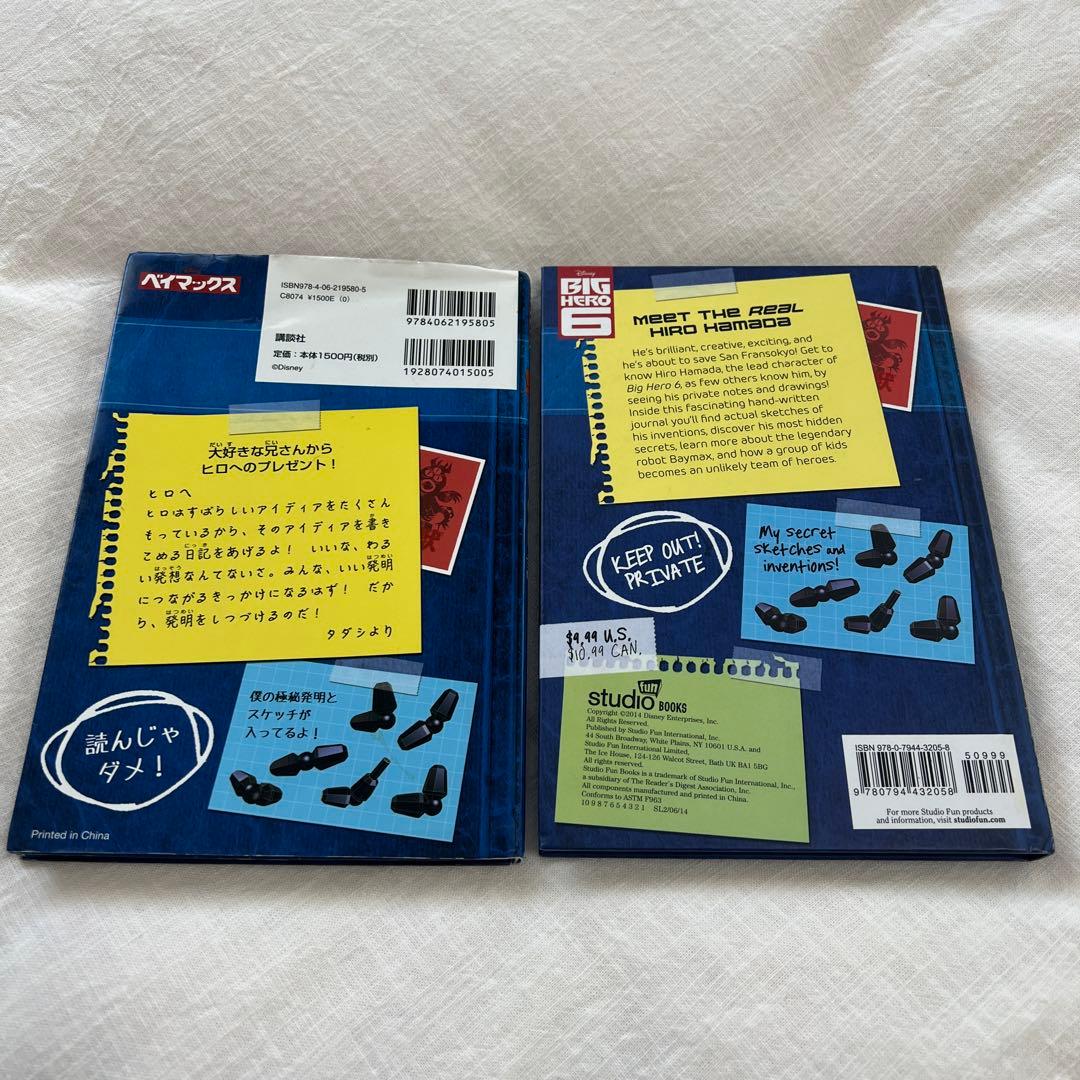 ベイマックス
ISBN978-4-06-219580-5
C8074 ¥1500E (0)
9784062195805
講談社
定価:本体1500円(税別)
1928074015005
©Disney
大好きな兄さんから
ヒロへのプレゼント!
ヒロへ
ヒロはすばらしいアイディアをたくさん
もっているから、そのアイディアを書き
こめる日記をあげるよ! いいな、わる
い発想なんてないさ。みんな、いい発明
につながるきっかけになるはず! だか
ら、発明をしつづけるのだ!
タダシより
僕の極秘発明と
スケッチが
入ってるよ!
読んじゃ
ダメ!
Printed in China
Disney
BIG
HERO
6
MEET THE REAL
HIRO HAMADA
He's brilliant, creative, exciting, and
he's about to save San Fransokyo! Get to
know Hiro Hamada, the lead character of
Big Hero 6, as few others know him, by
seeing his private notes and drawings!
Inside this fascinating hand-written
journal you'll find actual sketches of
his inventions, discover his most hidden
secrets, learn more about the legendary
robot Baymax, and how a group of kids
becomes an unlikely team of heroes.
KEEP OUT!
PRIVATE
My secret
sketches and
inventions!
$9.99 U.S.
$10.99 CAN.
studio fun BOOKS
Copyright ©2014 Disney Enterprises, Inc.
All Rights Reserved.
Published by Studio Fun International, Inc.
44 South Broadway, White Plains, NY 10601 U.S.A. and
Studio Fun International Limited,
The Ice House, 124-126 Walcot Street, Bath UK BA1 5BG
All rights reserved.
Studio Fun Books is a trademark of Studio Fun International, Inc.,
a subsidiary of The Reader's Digest Association, Inc.
All components manufactured and printed in China.
Conforms to ASTM F963
10 9 8 7 6 5 4 3 2 1 SL2/06/14
ISBN 978-0-7944-3205-8
50999
9 780794 432058
For more Studio Fun products
and information, visit studiofun.com